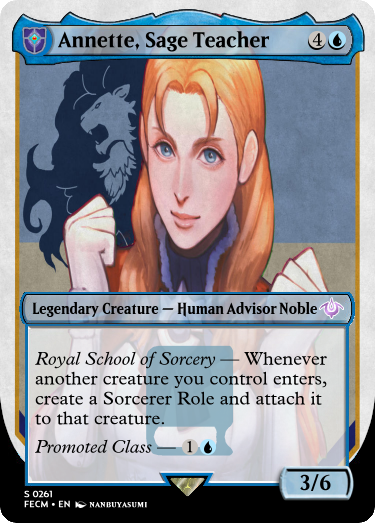 Annette, Sage Teacher 4
Legendary Creature — Human Advisor Noble
Royal School of Sorcery — Whenever
another creature you control enters,
create a Sorcerer Role and attach it
to that creature.
Promoted Class — 1
3/6
S 0261
FECM • EN NANBUYASUMI